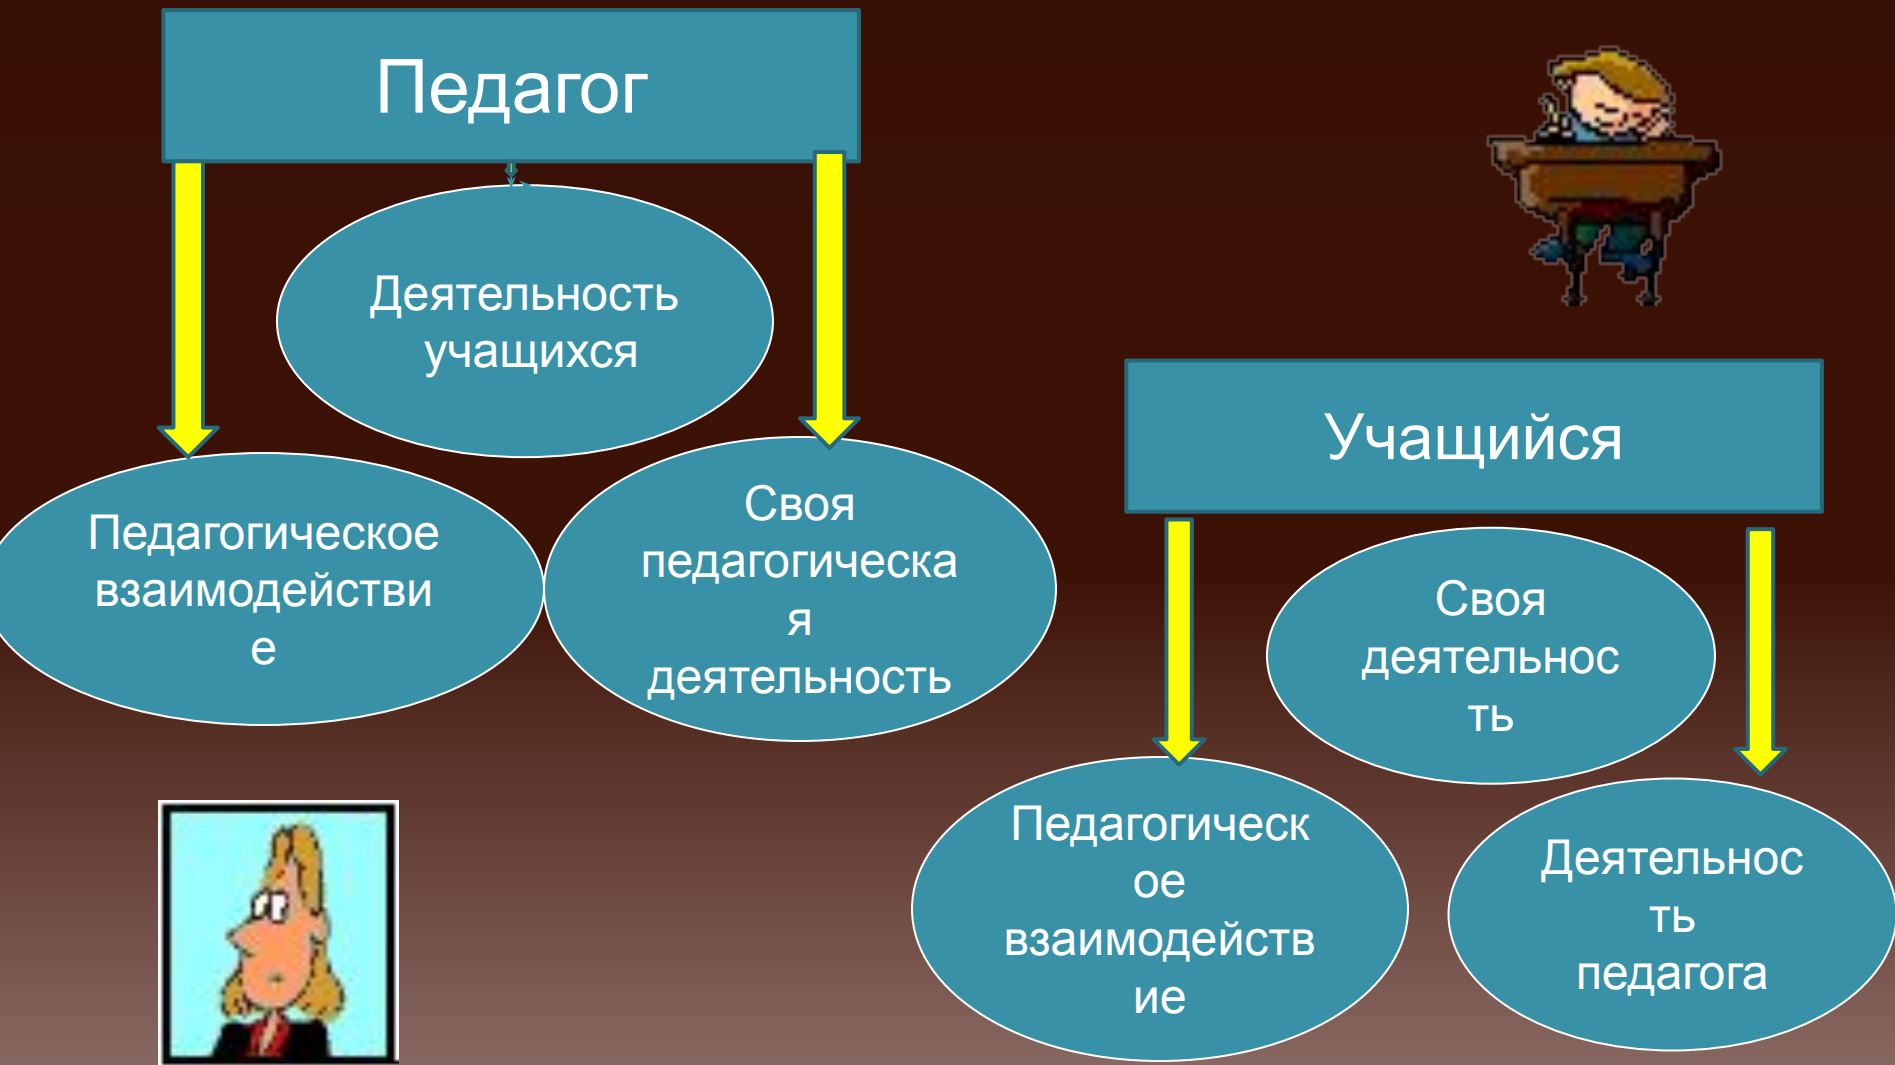 Педагог
Деятельность
учащихся
Педагогическое
взаимодействи
е
Своя
педагогическа
я
деятельность
Учащийся
Своя
деятельнос
ть
Педагогическ
ое
взаимодейств
ие
Деятельнос
ть
педагога